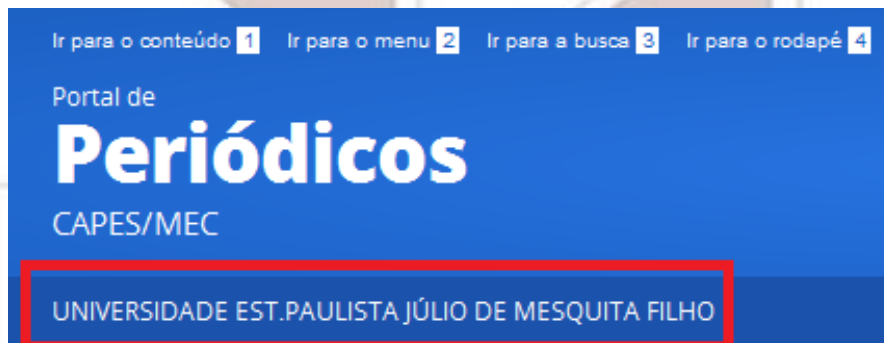 Ir para o conteúdo 1 Ir para o menu 2 Ir para a busca 3 Ir para o rodapé 4
Portal de
Periódicos
CAPES/MEC
UNIVERSIDADE EST.PAULISTA JÚLIO DE MESQUITA FILHO